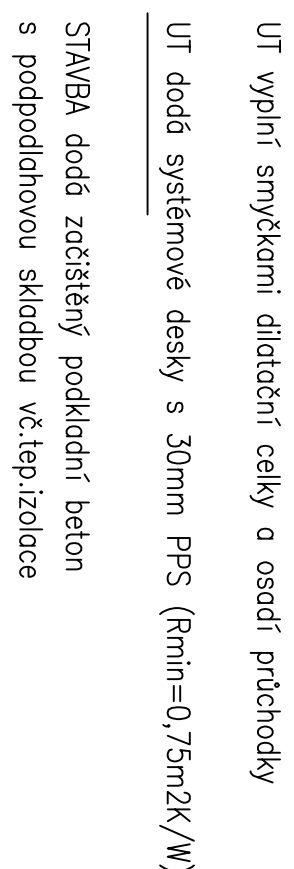 UT vyplní smyčkami dilatační celky a osadí průchodky
UT dodá systémové desky s 30mm PPS (Rmin=0,75m2K/W)
STAVBA dodá začištěný podkladní beton
s podpodlahovou skladbou vč.tep.izolace